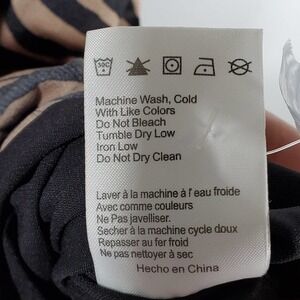 Machine Wash, Cold
With Like Colors
Do Not Bleach
Tumble Dry Low
Iron Low
Do Not Dry Clean
Laver à la machine à l'eau froide
Avec comme couleurs
Ne Pas javelliser.
Secher à la machine cycle doux
Repasser au fer froid
Ne pas nettoyer à sec
Hecho en China